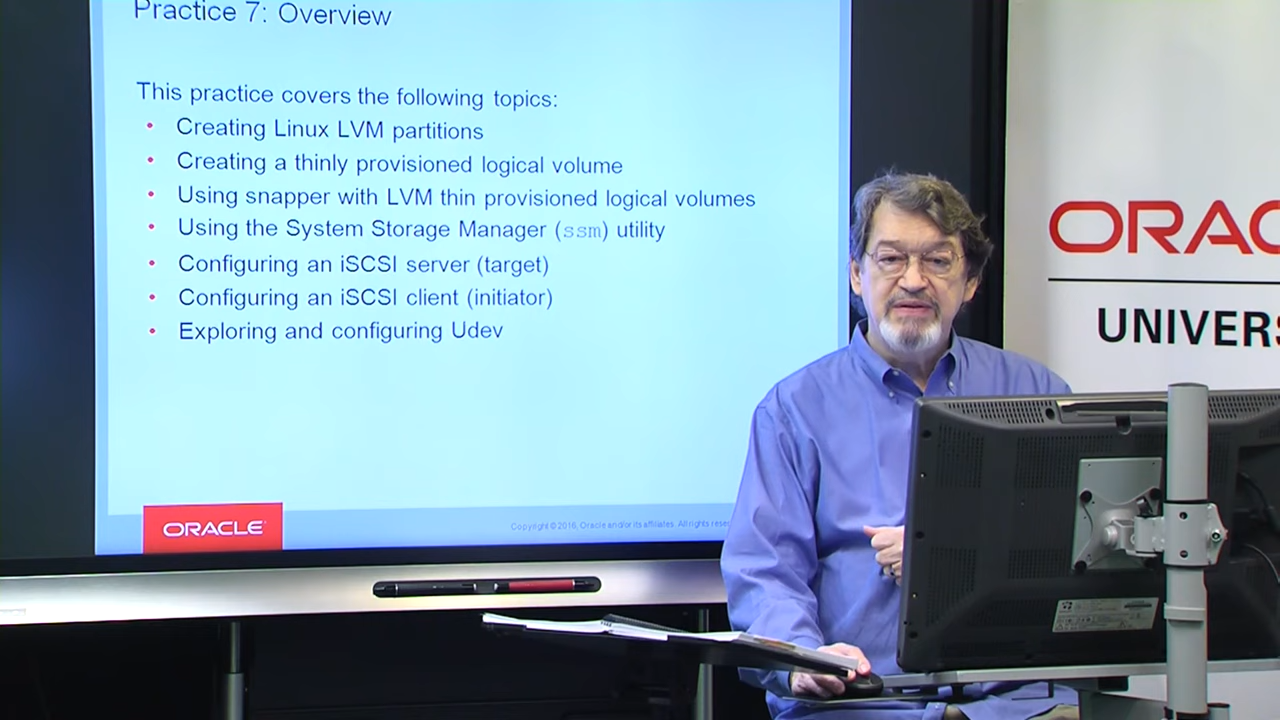 Practice 7: Overview
This practice covers the following topics:
• Creating Linux LVM partitions
• Creating a thinly provisioned logical volume
• Using snapper with LVM thin provisioned logical volumes
• Using the System Storage Manager (ssm) utility
• Configuring an iSCSI server (target)
• Configuring an iSCSI client (initiator)
• Exploring and configuring Udev
ORACLE
Copyright © 2016, Oracle and/or its affiliates. All rights rese
ORAC
UNIVERS